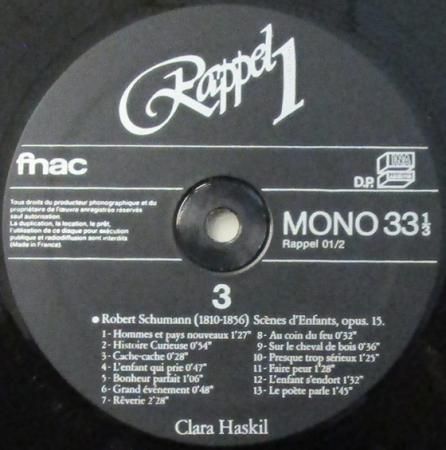 Rappel 1
fnac
D.P.
Tous droits du producteur phonographique et du
propriétaire de l'œuvre enregistrée réservés
sauf autorisation
La duplication, la location, le prêt,
l'utilisation de ce disque pour exécution
publique et radiodiffusion sont interdits
(Made in France)
MONO 33 1/3
Rappel 01/2
3
• Robert Schumann (1810-1856) Scènes d'Enfants, opus. 15.
1- Hommes et pays nouveaux 1'27"
2- Histoire Curieuse 0'54"
3- Cache-cache 0'28"
4- L'enfant qui prie 0'47"
5- Bonheur parfait 1'06"
6- Grand évènement 0'48"
7- Rêverie 2'28"
8- Au coin du feu 0'32"
9- Sur le cheval de bois 0'36"
10- Presque trop sérieux 1'25"
11- Faire peur 1'28"
12- L'enfant s'endort 1'32"
13- Le poète parle 1'45"
Clara Haskil